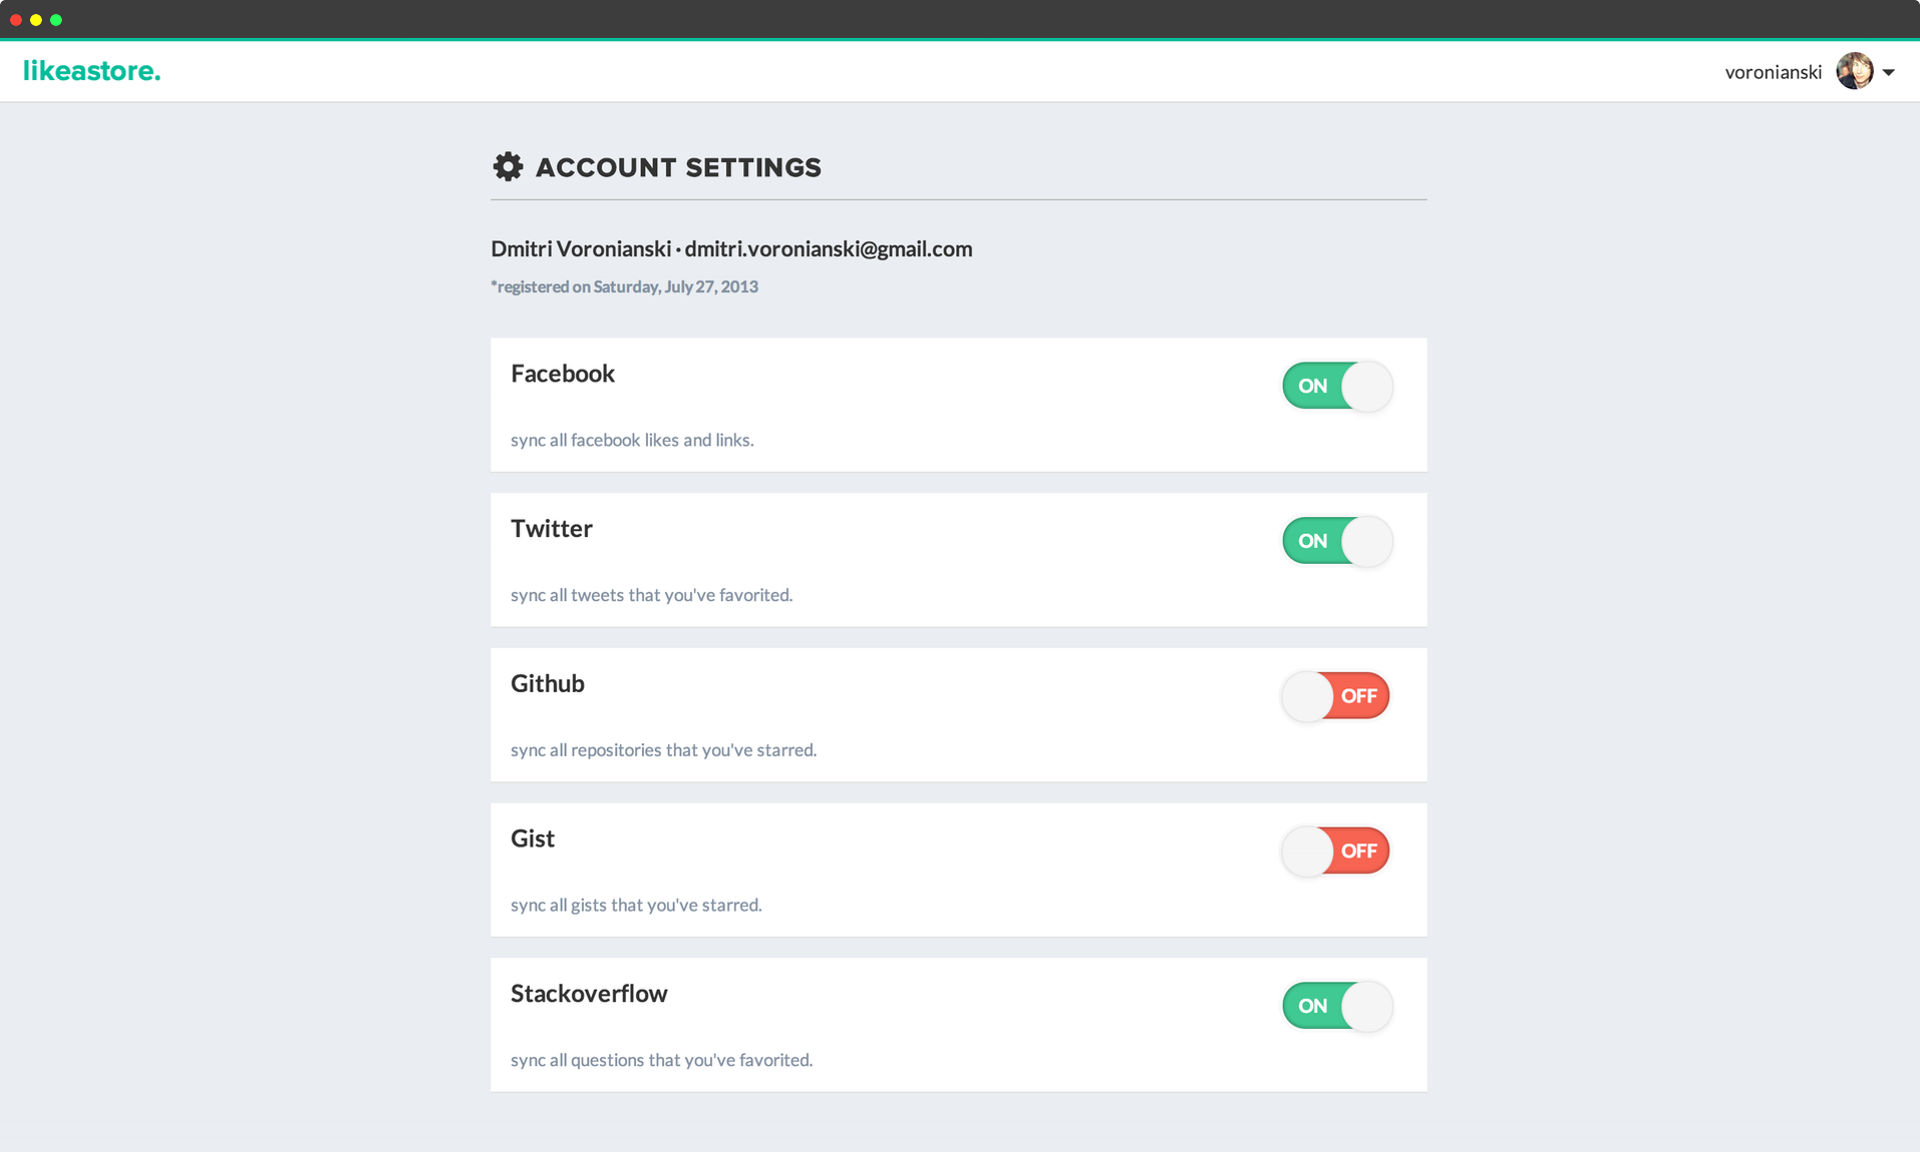 likeastore.
voronianski
ACCOUNT SETTINGS
Dmitri Voronianski · dmitri.voronianski@gmail.com
*registered on Saturday, July 27, 2013
Facebook
ON
sync all facebook likes and links.
Twitter
ON
sync all tweets that you've favorited.
Github
OFF
sync all repositories that you've starred.
Gist
OFF
sync all gists that you've starred.
Stackoverflow
ON
sync all questions that you've favorited.